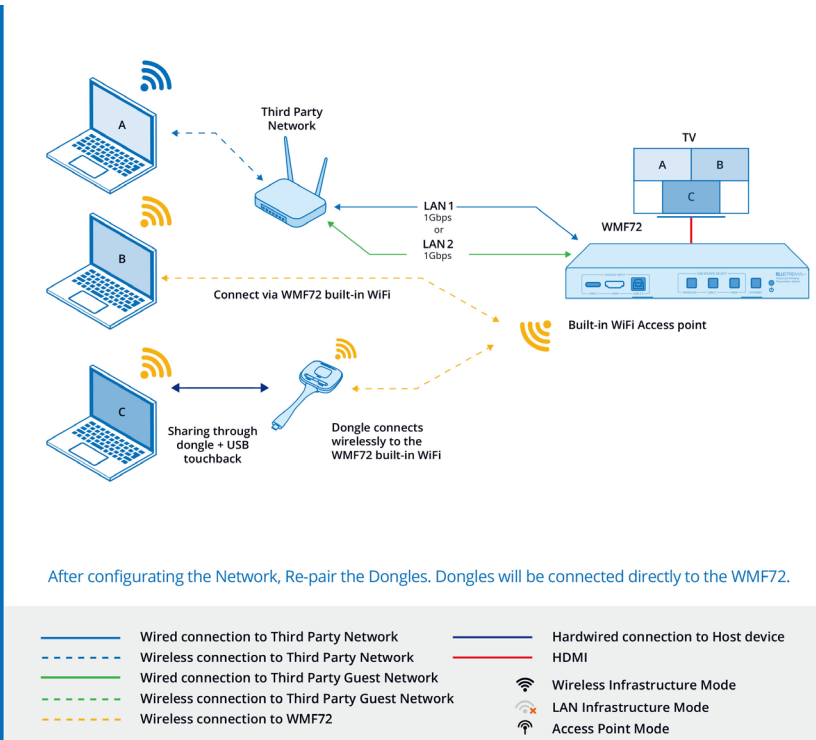 A
Third Party
Network
TV
A
B
C
LAN 1
1Gbps
or
LAN 2
1Gbps
WMF72
B
Connect via WMF72 built-in WiFi
Built-in WiFi Access point
C
Sharing through
dongle + USB
touchback
Dongle connects
wirelessly to the
WMF72 built-in WiFi
After configurating the Network, Re-pair the Dongles. Dongles will be connected directly to the WMF72.
Wired connection to Third Party Network
Wireless connection to Third Party Network
Wired connection to Third Party Guest Network
Wireless connection to Third Party Guest Network
Wireless connection to WMF72
Hardwired connection to Host device
HDMI
Wireless Infrastructure Mode
LAN Infrastructure Mode
Access Point Mode